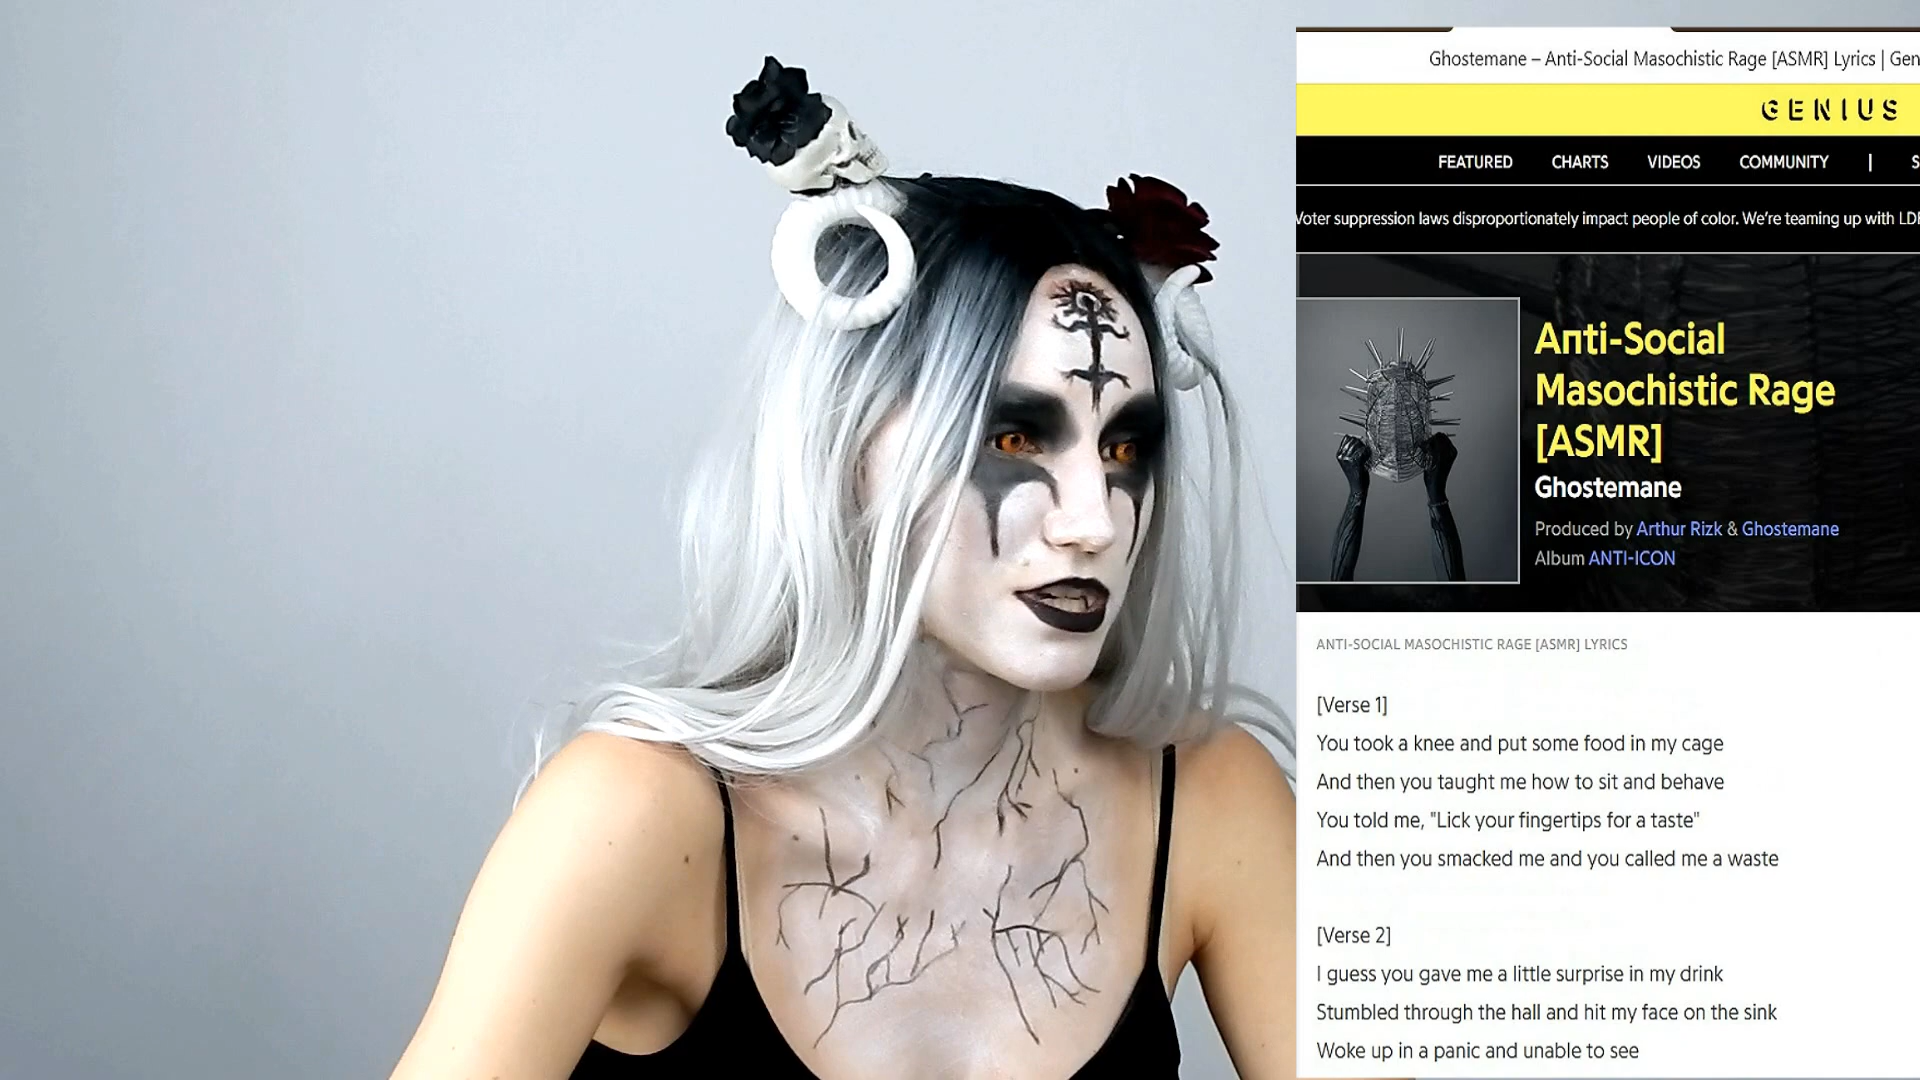 Ghostemane – Anti-Social Masochistic Rage [ASMR] Lyrics | Gen
GENIUS
FEATURED CHARTS VIDEOS COMMUNITY | S
Voter suppression laws disproportionately impact people of color. We're teaming up with LDF
Anti-Social
Masochistic Rage
[ASMR]
Ghostemane
Produced by Arthur Rizk & Ghostemane
Album ANTI-ICON
ANTI-SOCIAL MASOCHISTIC RAGE [ASMR] LYRICS
[Verse 1]
You took a knee and put some food in my cage
And then you taught me how to sit and behave
You told me, "Lick your fingertips for a taste"
And then you smacked me and you called me a waste
[Verse 2]
I guess you gave me a little surprise in my drink
Stumbled through the hall and hit my face on the sink
Woke up in a panic and unable to see